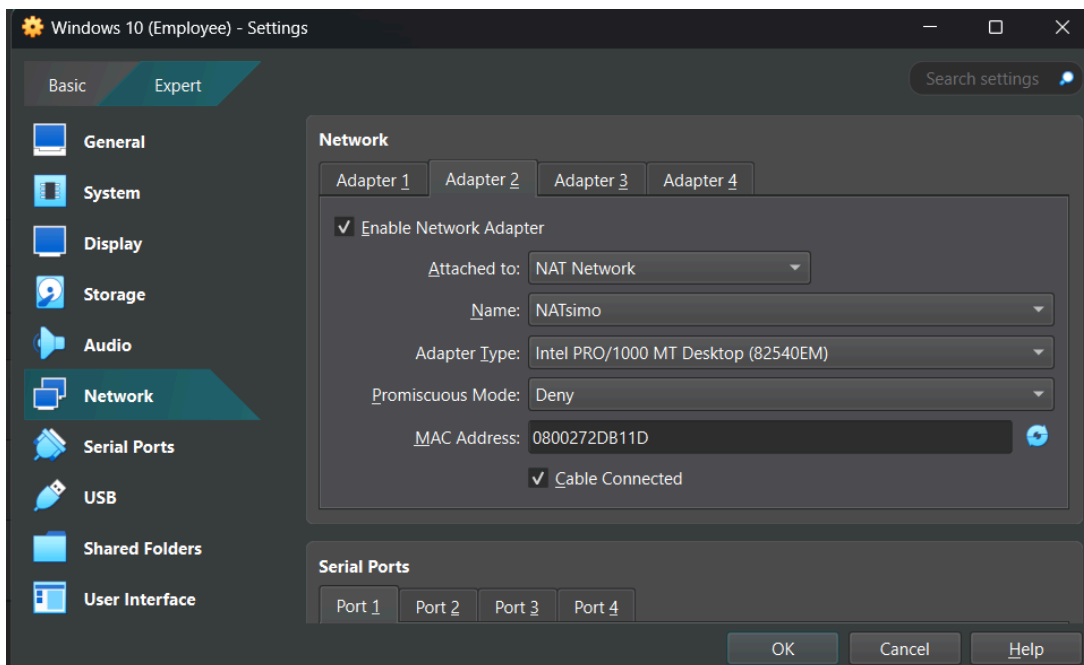 Windows 10 (Employee) - Settings
Basic Expert Search settings
General
System
Display
Storage
Audio
Network
Serial Ports
USB
Shared Folders
User Interface
Network
Adapter 1 Adapter 2 Adapter 3 Adapter 4
Enable Network Adapter
Attached to: NAT Network
Name: NATsimo
Adapter Type: Intel PRO/1000 MT Desktop (82540EM)
Promiscuous Mode: Deny
MAC Address: 0800272DB11D
Cable Connected
Serial Ports
Port 1 Port 2 Port 3 Port 4
OK Cancel Help